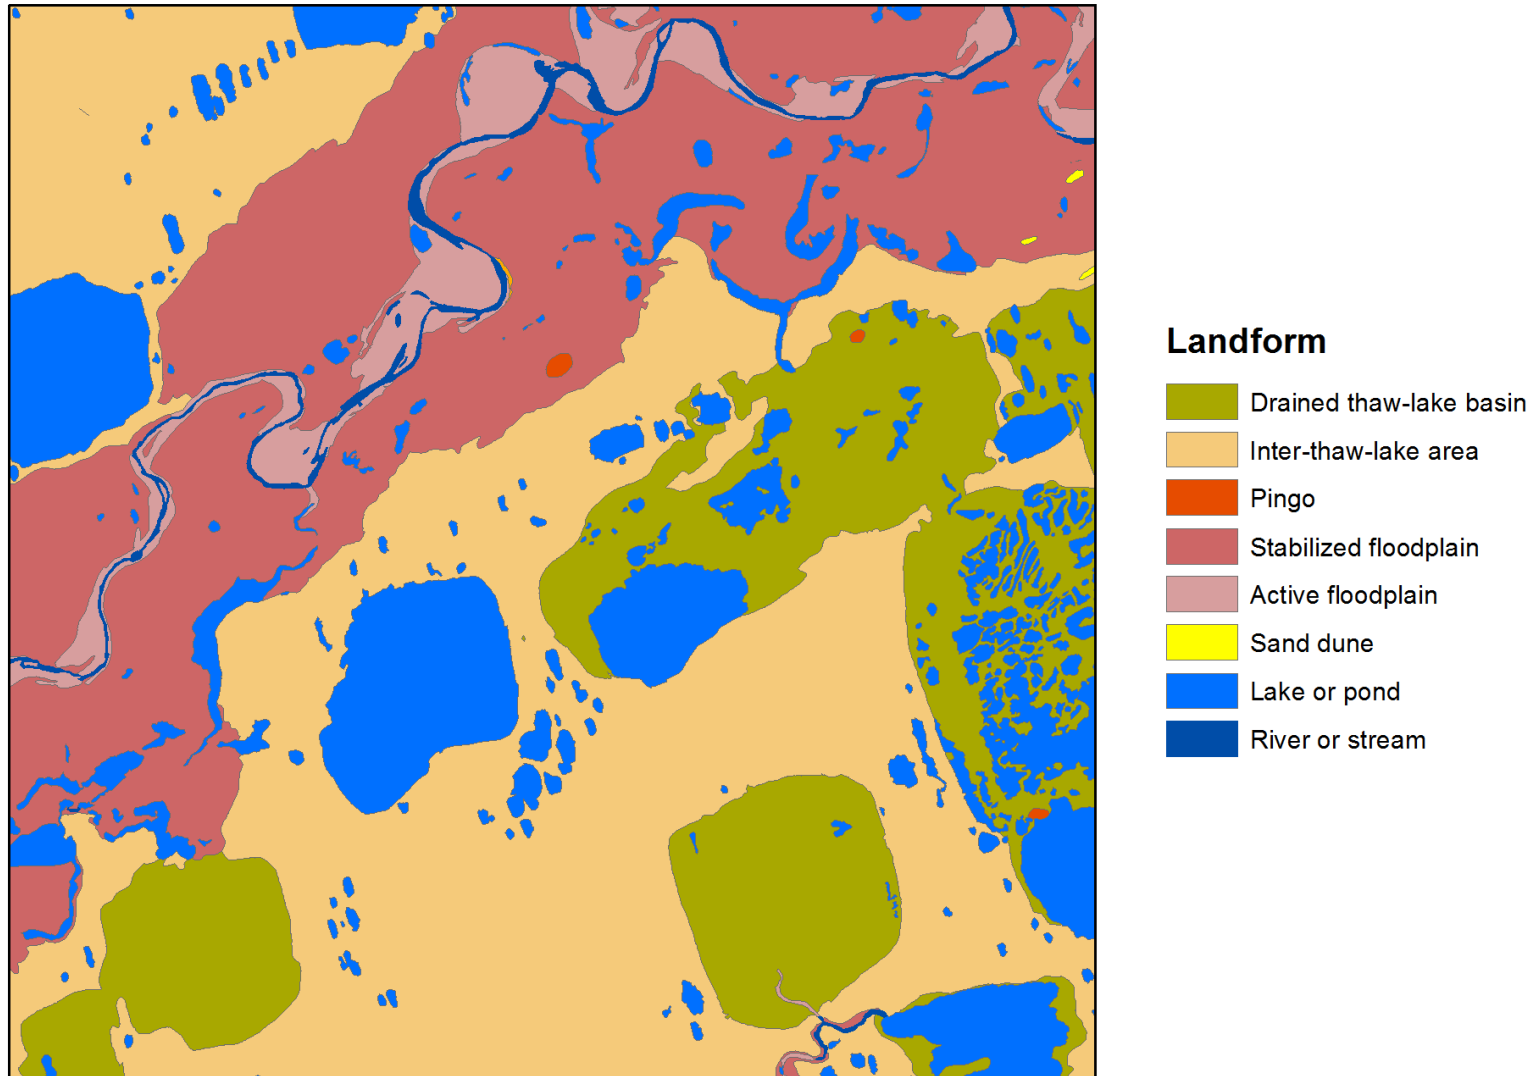 Landform
Drained thaw-lake basin
Inter-thaw-lake area
Pingo
Stabilized floodplain
Active floodplain
Sand dune
Lake or pond
River or stream